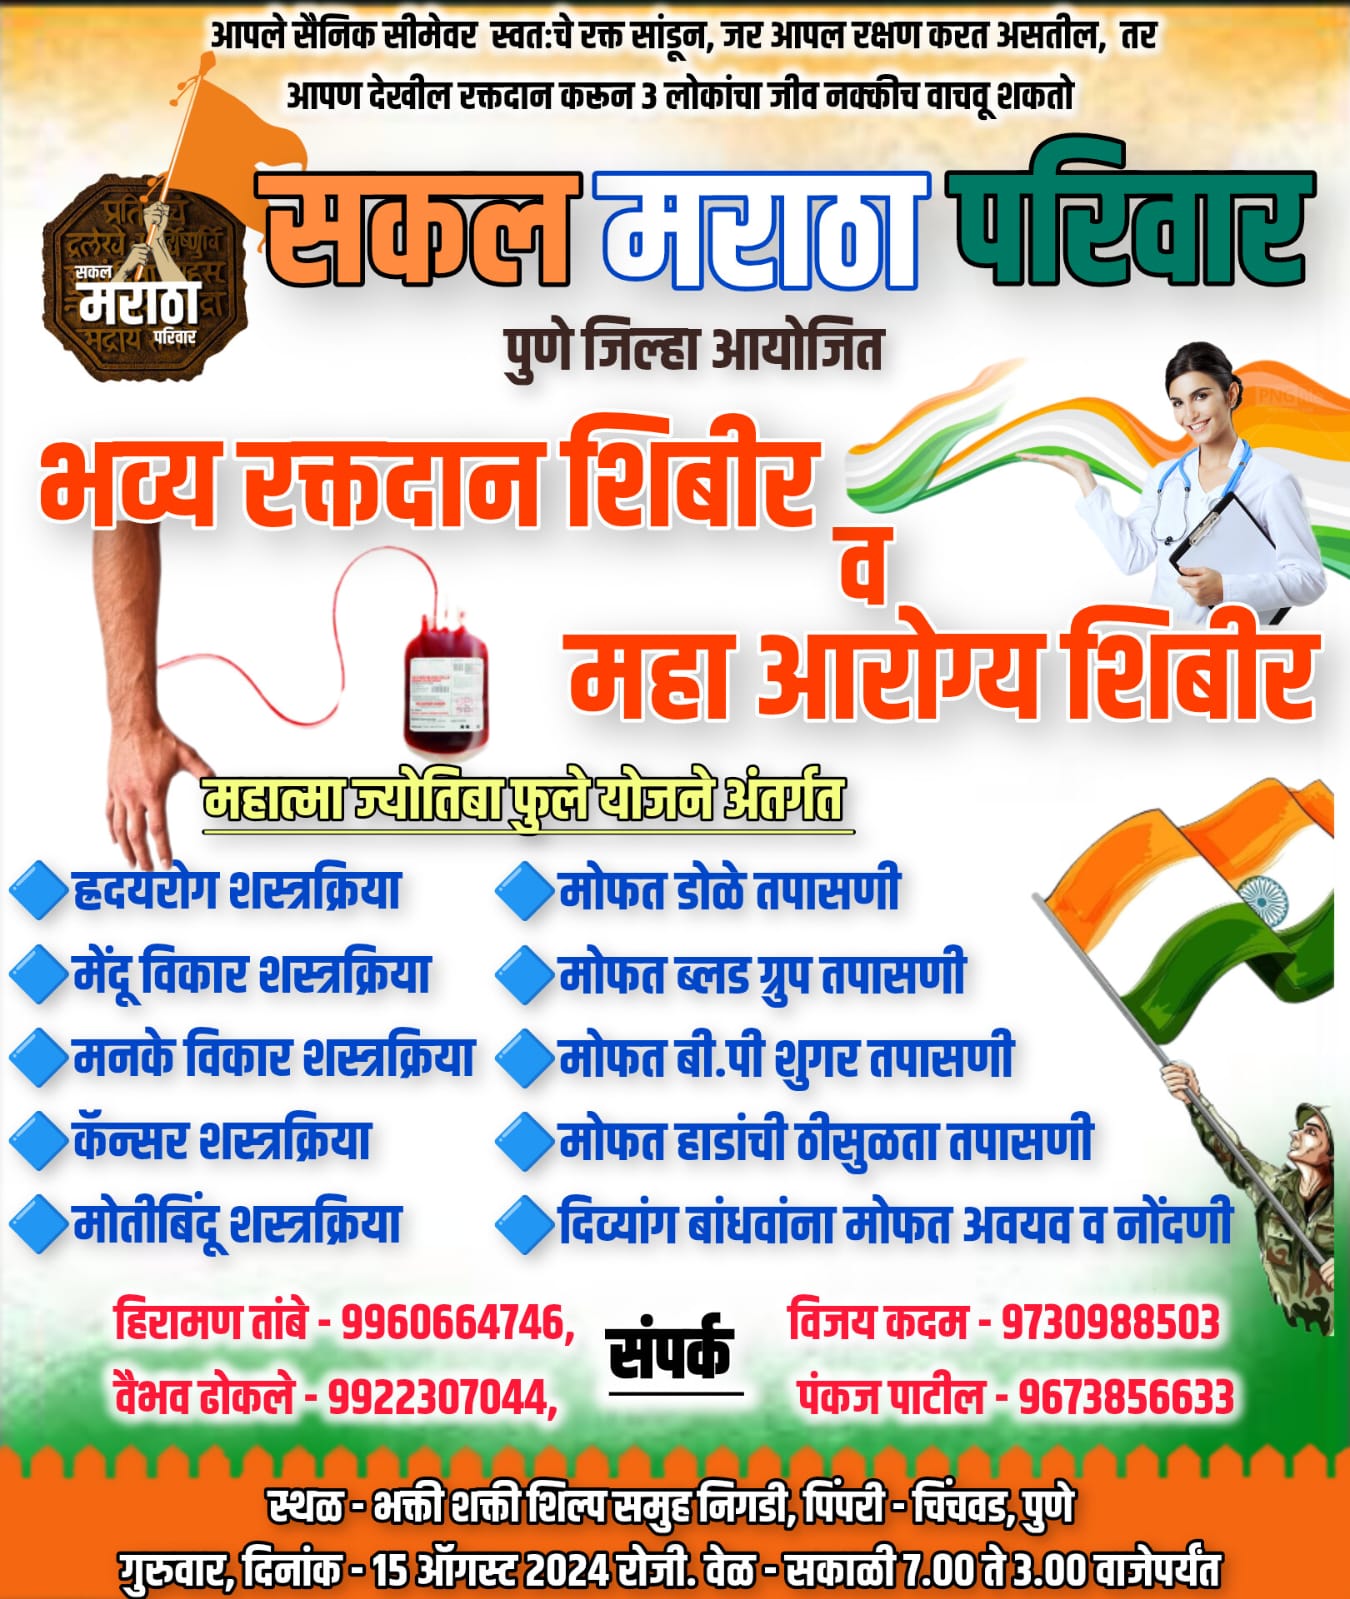 आपले सैनिक सीमेवर स्वतःचे रक्त सांडून, जर आपल रक्षण करत असतील, तर
आपण देखील रक्तदान करून ३ लोकांचा जीव नक्कीच वाचवू शकतो
सकल मराठा परिवार
सकल
मराठा
परिवार
पुणे जिल्हा आयोजित
भव्य रक्तदान शिबीर
व
महा आरोग्य शिबीर
महात्मा ज्योतिबा फुले योजने अंतर्गत
ह्रदयरोग शस्त्रक्रिया
मेंदू विकार शस्त्रक्रिया
मनके विकार शस्त्रक्रिया
कॅन्सर शस्त्रक्रिया
मोतीबिंदू शस्त्रक्रिया
मोफत डोळे तपासणी
मोफत ब्लड ग्रुप तपासणी
मोफत बी.पी शुगर तपासणी
मोफत हाडांची ठीसुळता तपासणी
दिव्यांग बांधवांना मोफत अवयव व नोंदणी
संपर्क
हिरामण तांबे - 9960664746,
वैभव ढोकले - 9922307044,
विजय कदम - 9730988503
पंकज पाटील - 9673856633
स्थळ - भक्ती शक्ती शिल्प समुह निगडी, पिंपरी - चिंचवड, पुणे
गुरुवार, दिनांक - 15 ऑगस्ट 2024 रोजी. वेळ - सकाळी 7.00 ते 3.00 वाजेपर्यंत